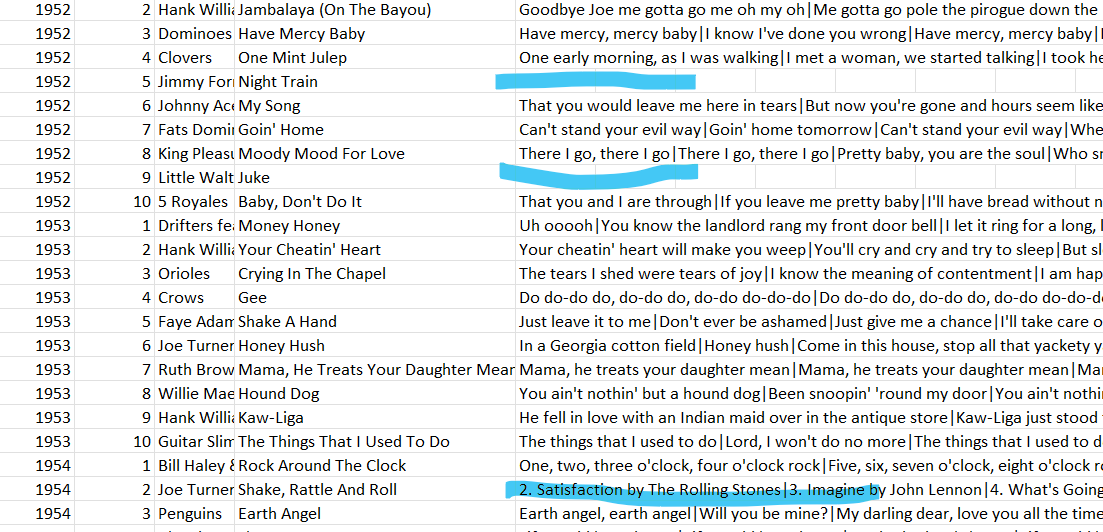 1952 2 Hank Willi Jambalaya (On The Bayou) Goodbye Joe me gotta go me oh my oh|Me gotta go pole the pirogue down the
1952 3 Dominoes Have Mercy Baby Have mercy, mercy baby|I know I've done you wrong|Have mercy, mercy baby|
1952 4 Clovers One Mint Julep One early morning, as I was walking|I met a woman, we started talking|I took he
1952 5 Jimmy For Night Train
1952 6 Johnny Ace My Song That you would leave me here in tears|But now you're gone and hours seem like
1952 7 Fats Domi Goin' Home Can't stand your evil way|Goin' home tomorrow|Can't stand your evil way|Whe
1952 8 King Pleasu Moody Mood For Love There I go, there I go|There I go, there I go|Pretty baby, you are the soul|Who sn
1952 9 Little Walt Juke
1952 10 5 Royales Baby, Don't Do It That you and I are through|If you leave me pretty baby|I'll have bread without n
1953 1 Drifters fe Money Honey Uh ooooh|You know the landlord rang my front door bell|I let it ring for a long, l
1953 2 Hank Willi Your Cheatin' Heart Your cheatin' heart will make you weep|You'll cry and cry and try to sleep|But sl
1953 3 Orioles Crying In The Chapel The tears I shed were tears of joy|I know the meaning of contentment|I am hap
1953 4 Crows Gee Do do-do do, do-do do, do-do do-do-do|Do do-do do, do-do do, do-do do-do-d
1953 5 Faye Adam Shake A Hand Just leave it to me|Don't ever be ashamed|Just give me a chance|I'll take care o
1953 6 Joe Turner Honey Hush In a Georgia cotton field|Honey hush|Come in this house, stop all that yackety y
1953 7 Ruth Brow Mama, He Treats Your Daughter Mear Mama, he treats your daughter mean|Mama, he treats your daughter mean|Ma
1953 8 Willie Mae Hound Dog You ain't nothin' but a hound dog|Been snoopin' 'round my door|You ain't nothi
1953 9 Hank Willi Kaw-Liga He fell in love with an Indian maid over in the antique store|Kaw-Liga just stood
1953 10 Guitar Slim The Things That I Used To Do The things that I used to do|Lord, I won't do no more|The things that I used to d
1954 1 Bill Haley & Rock Around The Clock One, two, three o'clock, four o'clock rock|Five, six, seven o'clock, eight o'clock ro
1954 2 Joe Turner Shake, Rattle And Roll 2. Satisfaction by The Rolling Stones|3. Imagine by John Lennon|4. What's Going
1954 3 Penguins Earth Angel Earth angel, earth angel|Will you be mine?|My darling dear, love you all the time